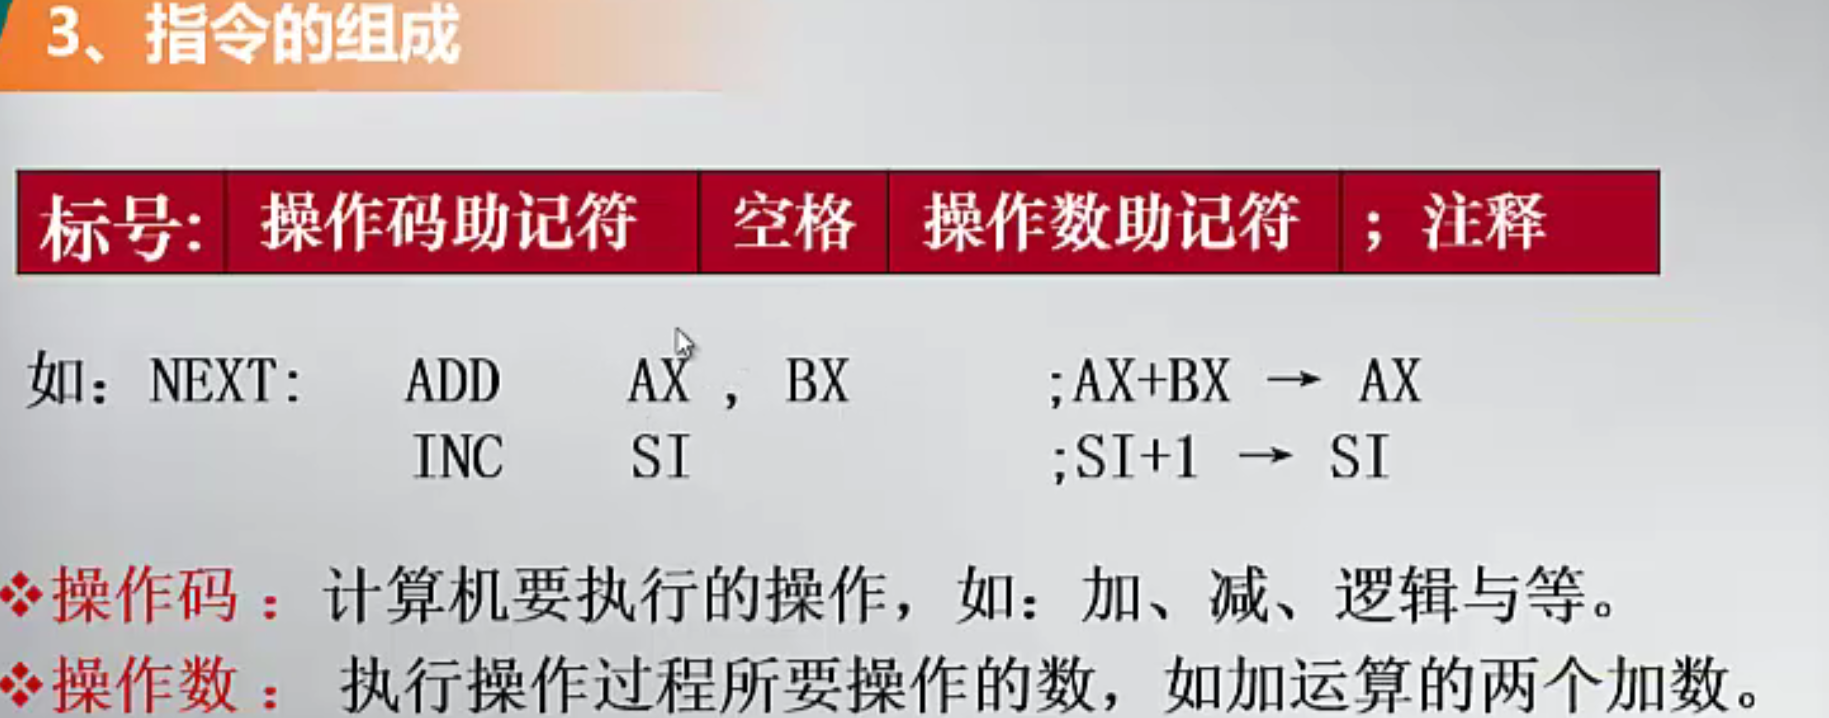 3、指令的组成
标号: 操作码助记符 空格 操作数助记符 ；注释
如：NEXT: ADD AX , BX ;AX+BX → AX
INC SI ;SI+1 → SI
❖操作码 ：计算机要执行的操作，如：加、减、逻辑与等。
❖操作数 ：执行操作过程所要操作的数，如加运算的两个加数。